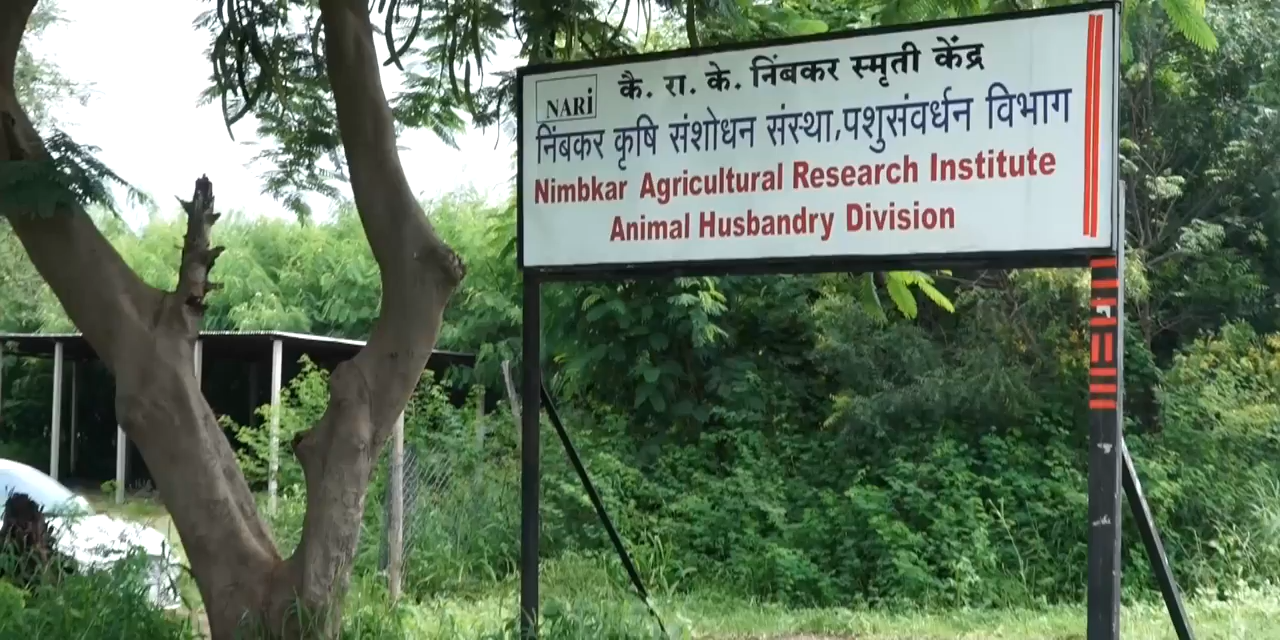 NARi
कै. रा. के. निंबकर स्मृती केंद्र
निंबकर कृषि संशोधन संस्था,पशुसंवर्धन विभाग
Nimbkar Agricultural Research Institute
Animal Husbandry Division